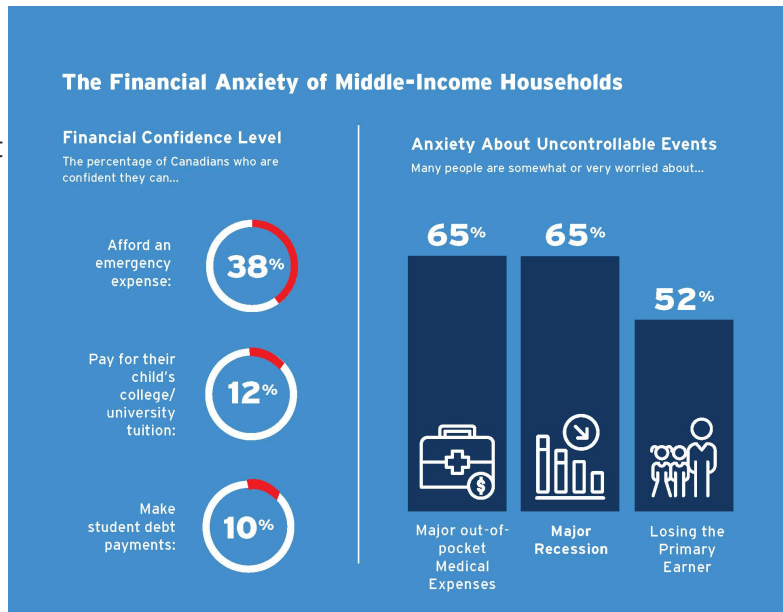 The Financial Anxiety of Middle-Income Households
Financial Confidence Level
The percentage of Canadians who are
confident they can...
Afford an
emergency
expense:
38%
Pay for their
child's
college/
university
tuition:
12%
Make
student debt
payments:
10%
Anxiety About Uncontrollable Events
Many people are somewhat or very worried about...
65%
65%
52%
$
Major out-of-
pocket
Medical
Expenses
Major
Recession
Losing the
Primary
Earner